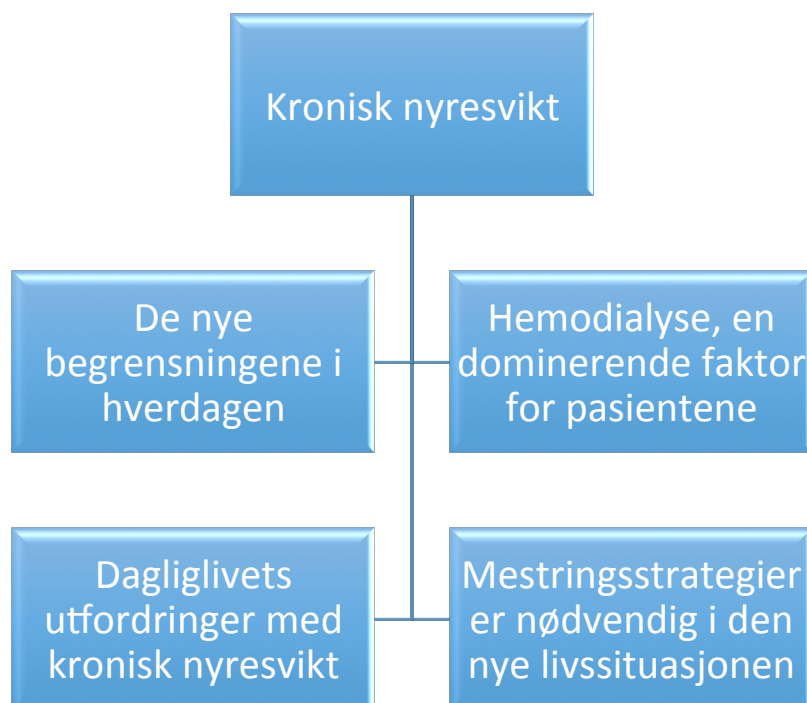 Kronisk nyresvikt
De nye
begrensningene i
hverdagen
Hemodialyse, en
dominerende faktor
for pasientene
Dagliglivets
utfordringer med
kronisk nyresvikt
Mestringsstrategier
er nødvendig i den
nye livssituasjonen